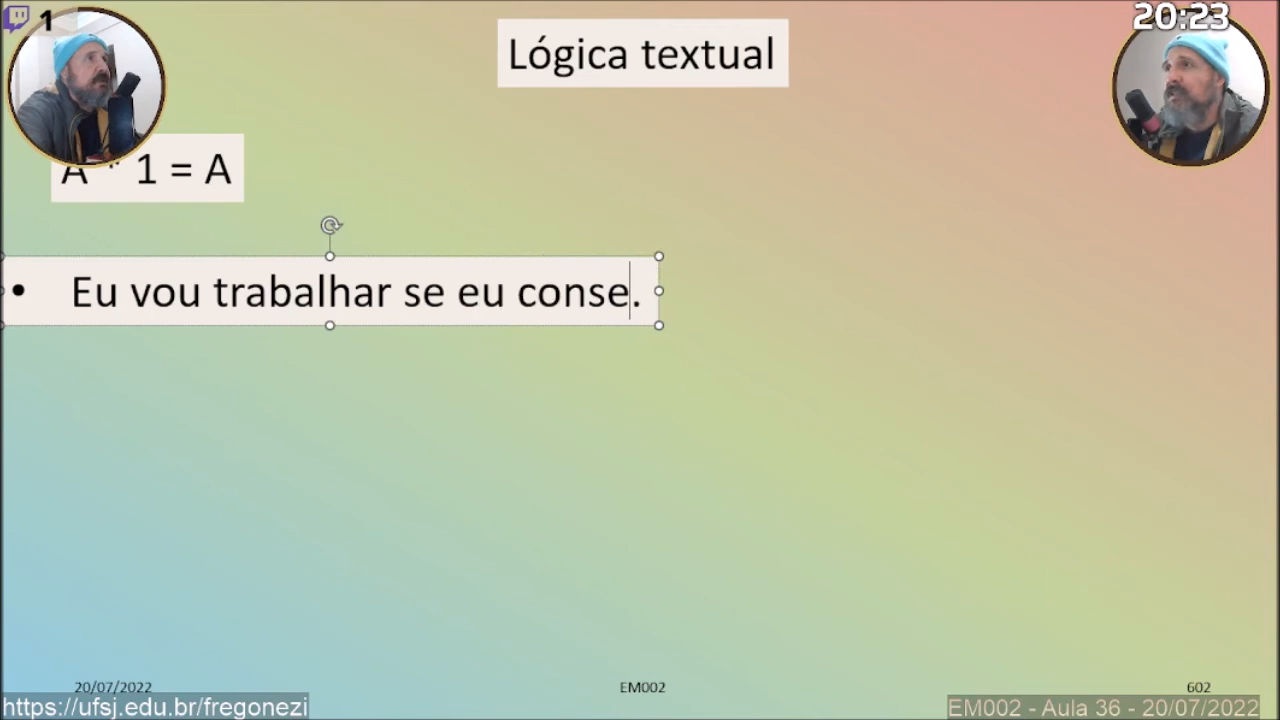 1
20:23
Lógica textual
A * 1 = A
• Eu vou trabalhar se eu conse.
20/07/2022
EM002
602
https://ufsj.edu.br/fregonezi
EM002 - Aula 36 - 20/07/2022